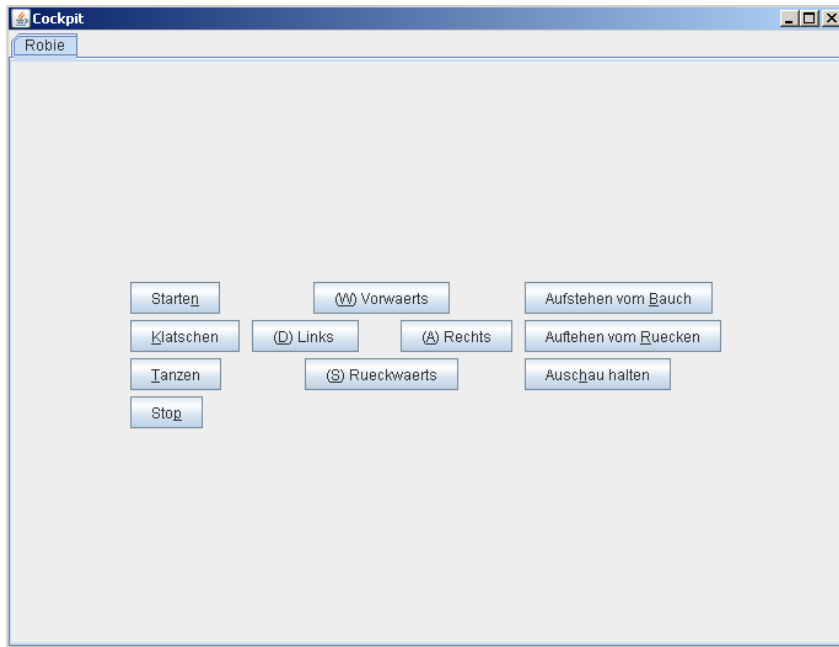 Cockpit
Robie
Starten (W) Vorwaerts Aufstehen vom Bauch
Klatschen (D) Links (A) Rechts Auftehen vom Ruecken
Tanzen (S) Rueckwaerts Auschau halten
Stop